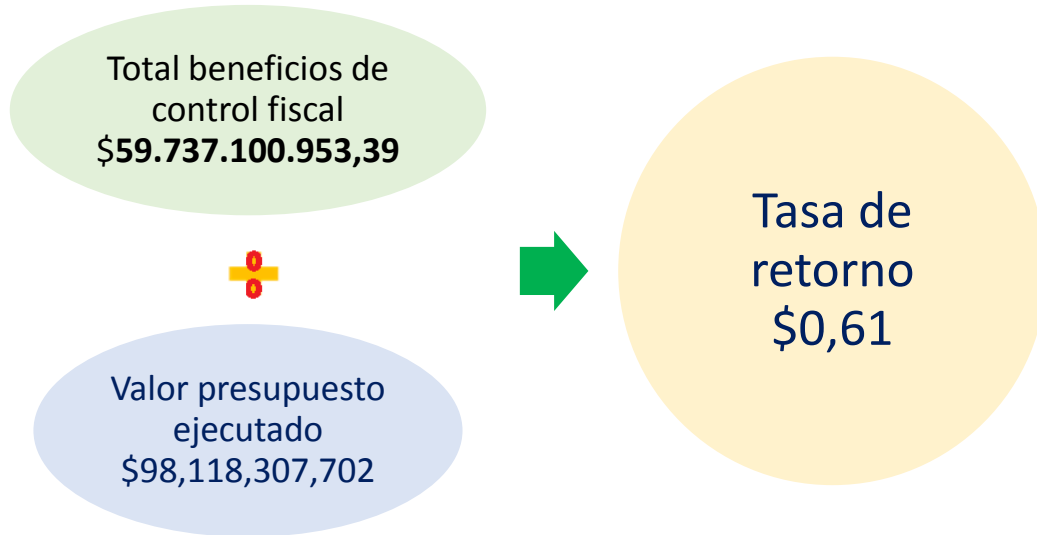 Total beneficios de
control fiscal
$59.737.100.953,39
Valor presupuesto
ejecutado
$98,118,307,702
Tasa de
retorno
$0,61